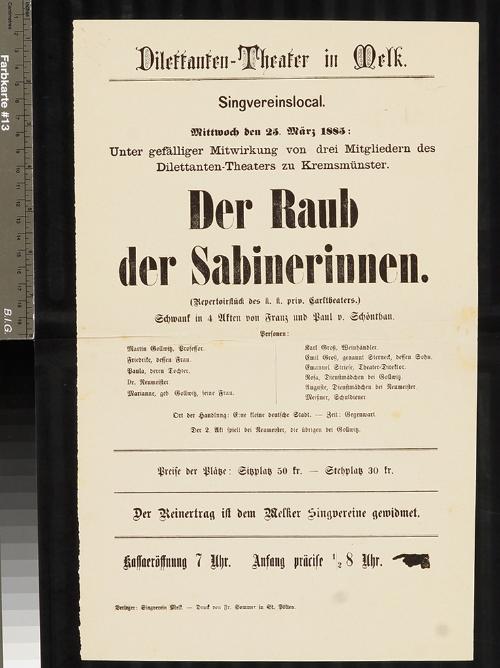 Dilettanten-Theater in Melk.
Singvereinslocal.
Mittwoch den 25. März 1885:
Unter gefälliger Mitwirkung von drei Mitgliedern des
Dilettanten-Theaters zu Kremsmünster.
Der Raub
der Sabinerinnen.
(Repertoirstück des k. k. priv. Carltheaters.)
Schwank in 4 Akten von Franz und Paul v. Schönthan.
Personen:
Martin Gollwitz, Professor.
Friedrike, dessen Frau.
Paula, deren Tochter.
Dr. Neumeister
Marianne, geb Gollwitz, seine Frau.
Karl Groß, Weinhändler.
Emil Groß, genannt Sterneck, dessen Sohn.
Emanuel Striese, Theater-Direktor.
Rosa, Dienstmädchen bei Gollwitz.
Auguste, Dienstmädchen bei Neumeister.
Meißner, Schuldiener
Ort der Handlung: Eine kleine deutsche Stadt. — Zeit: Gegenwart.
Der 2. Akt spielt bei Neumeister, die übrigen bei Gollwitz.
Preise der Plätze: Sitzplatz 50 kr. — Stehplatz 30 kr.
Der Reinertrag ist dem Melker Singvereine gewidmet.
Kassaeröffnung 7 Uhr. Anfang präcise 1/2 8 Uhr.
Verleger: Singverein Melk. — Druck von Fr. Sommer in St. Pölten.
Farbkarte #13
B.I.G.